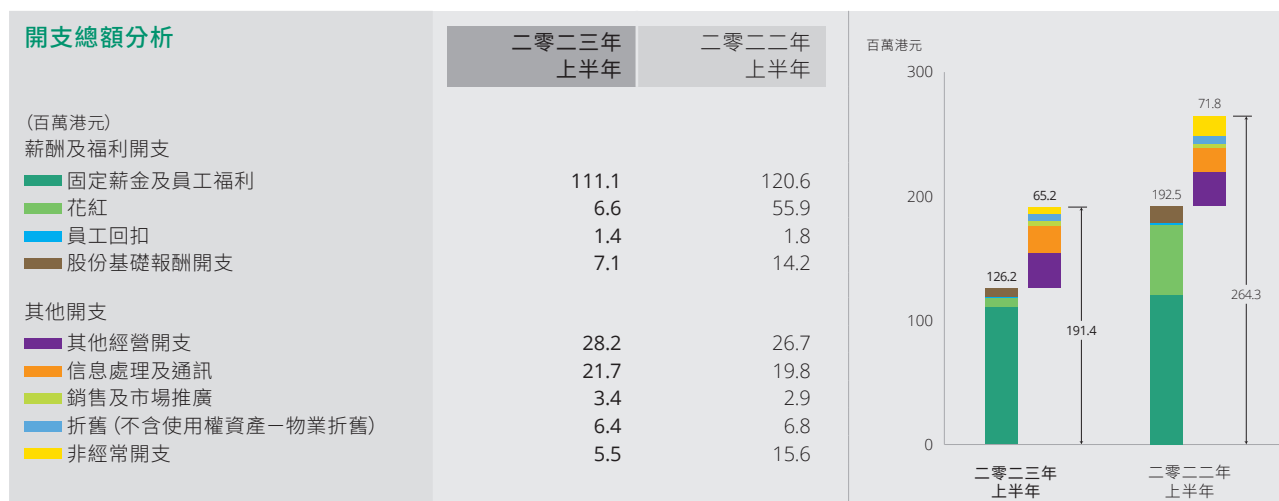 開支總額分析
二零二三年 二零二二年
上半年 上半年
(百萬港元)
薪酬及福利開支
固定薪金及員工福利 111.1 120.6
花紅 6.6 55.9
員工回扣 1.4 1.8
股份基礎報酬開支 7.1 14.2
其他開支
其他經營開支 28.2 26.7
信息處理及通訊 21.7 19.8
銷售及市場推廣 3.4 2.9
折舊(不含使用權資產－物業折舊) 6.4 6.8
非經常開支 5.5 15.6
百萬港元
300
71.8
200
65.2
192.5
126.2
264.3
191.4
100
0
二零二三年 二零二二年
上半年 上半年